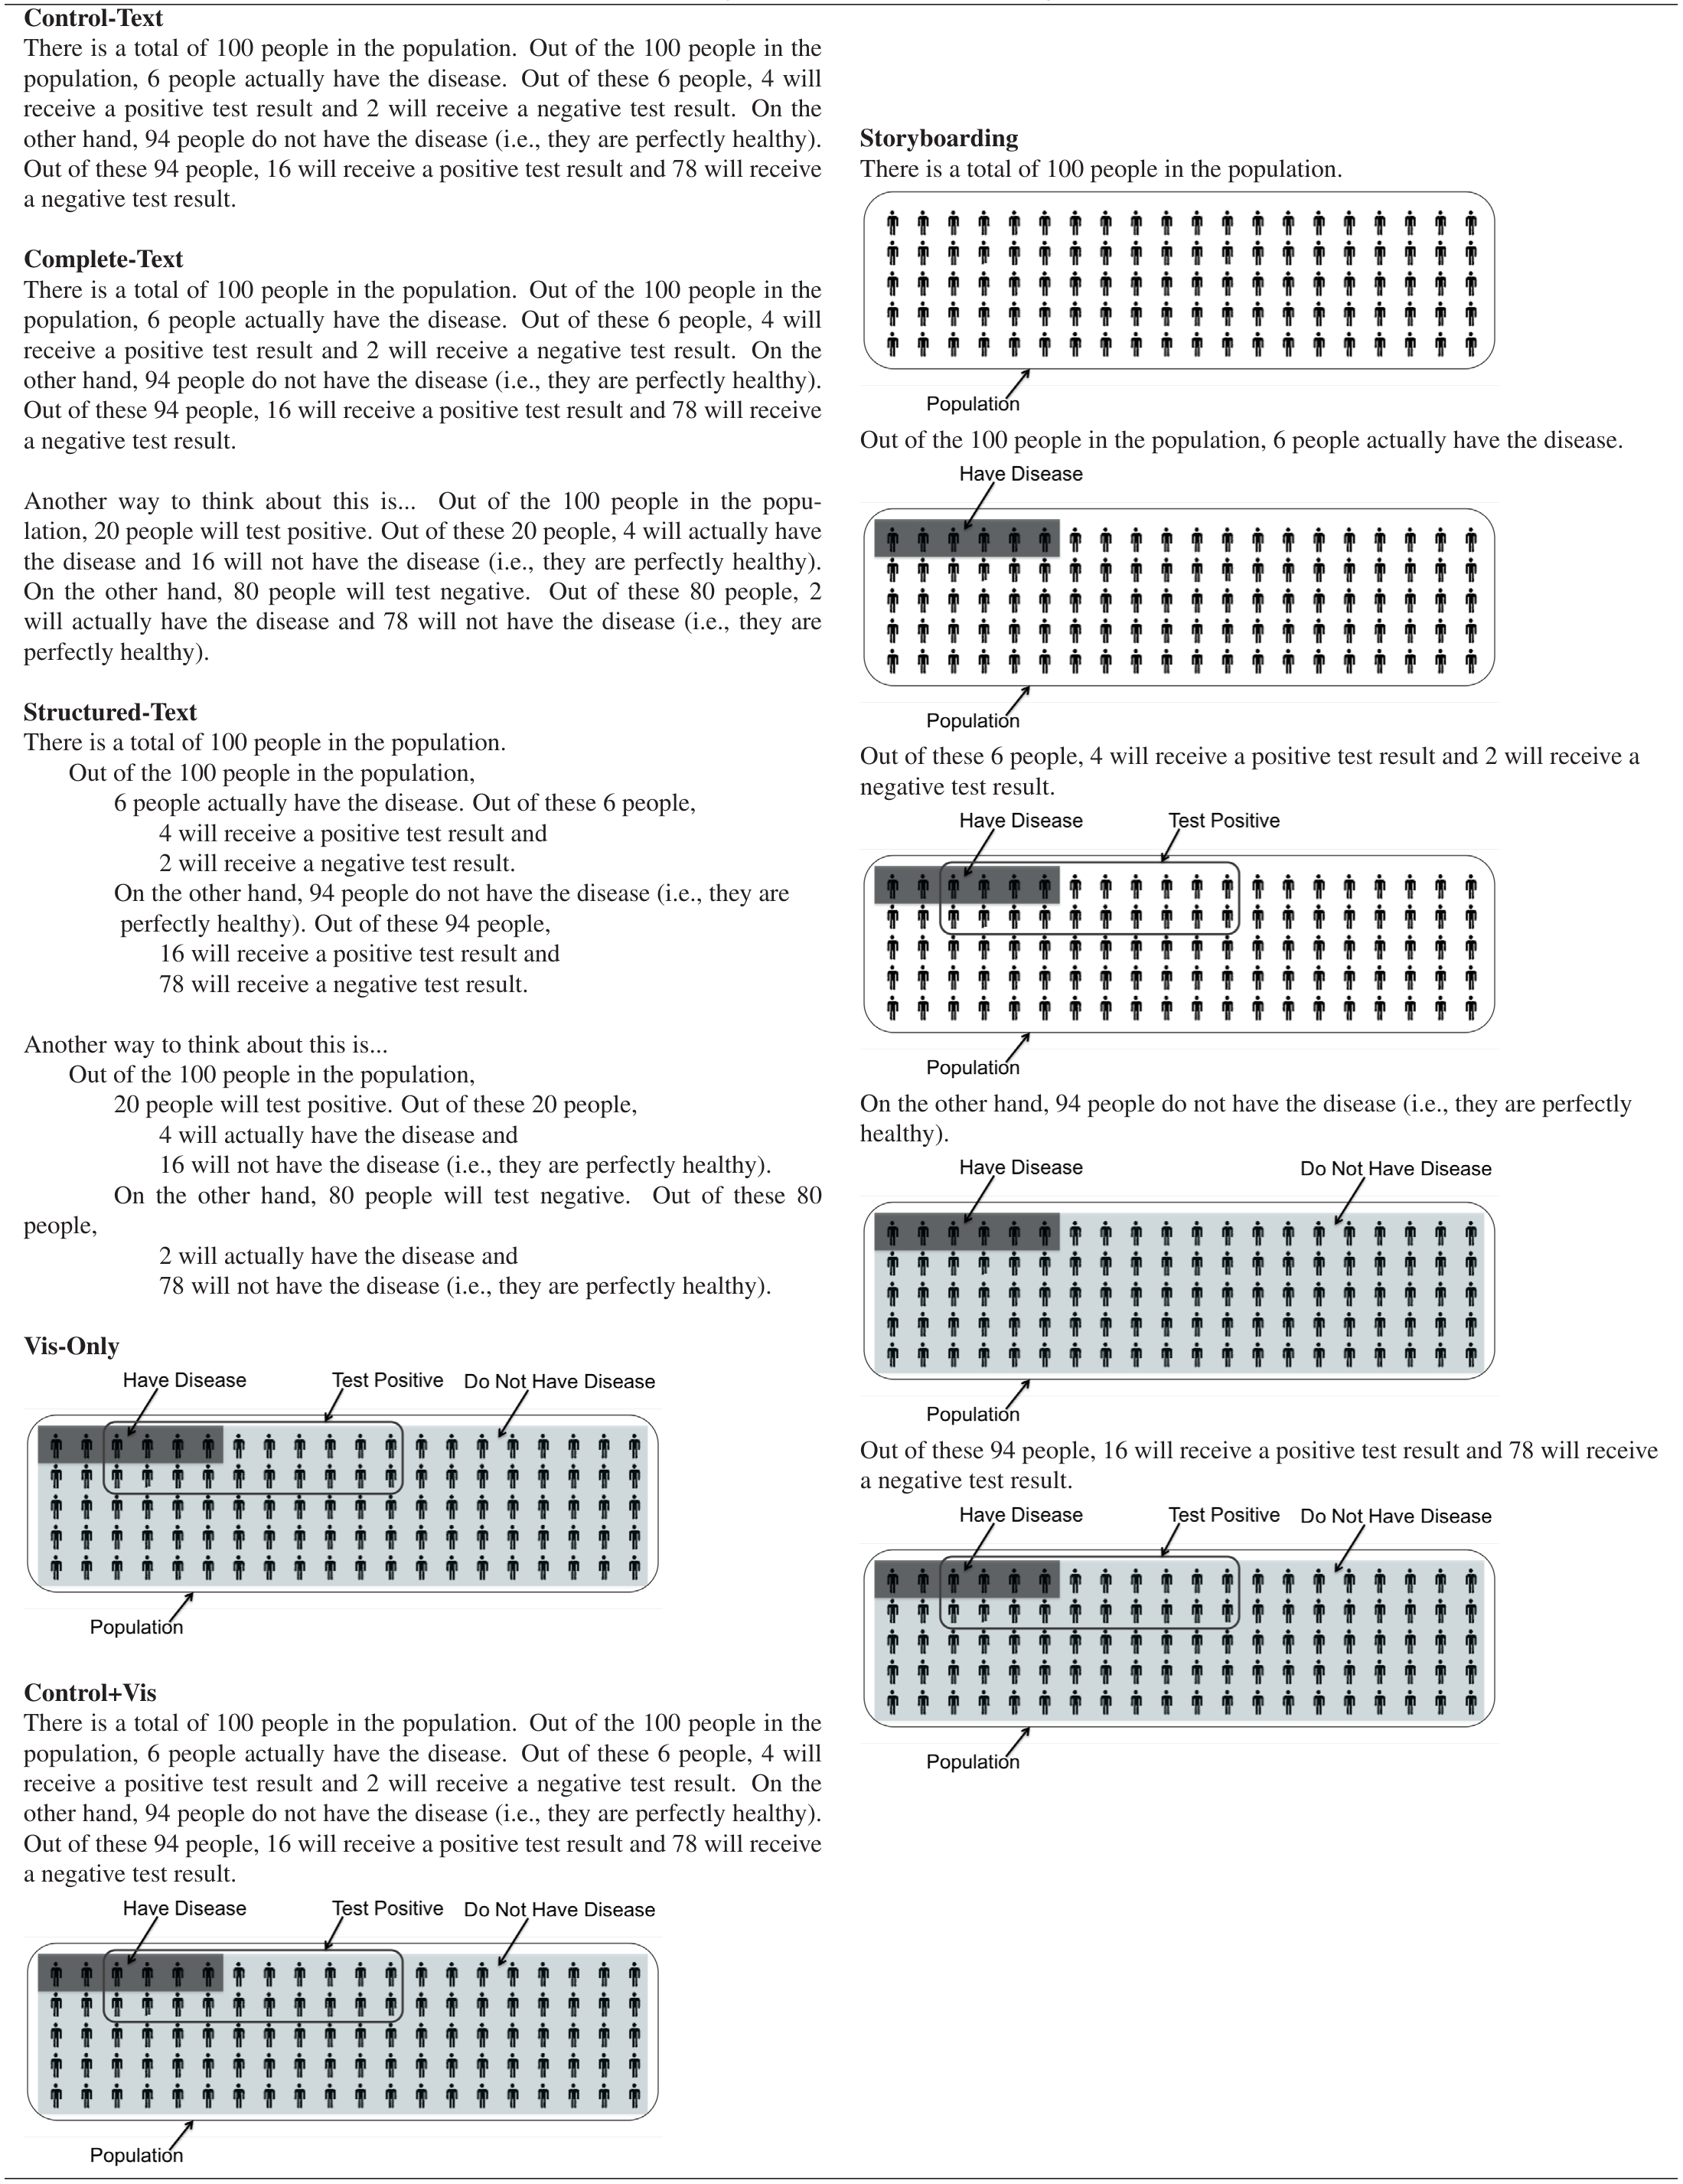 Control-Text
There is a total of 100 people in the population. Out of the 100 people in the
population, 6 people actually have the disease. Out of these 6 people, 4 will
receive a positive test result and 2 will receive a negative test result. On the
other hand, 94 people do not have the disease (i.e., they are perfectly healthy).
Out of these 94 people, 16 will receive a positive test result and 78 will receive
a negative test result.
Complete-Text
There is a total of 100 people in the population. Out of the 100 people in the
population, 6 people actually have the disease. Out of these 6 people, 4 will
receive a positive test result and 2 will receive a negative test result. On the
other hand, 94 people do not have the disease (i.e., they are perfectly healthy).
Out of these 94 people, 16 will receive a positive test result and 78 will receive
a negative test result.
Another way to think about this is... Out of the 100 people in the popu-
lation, 20 people will test positive. Out of these 20 people, 4 will actually have
the disease and 16 will not have the disease (i.e., they are perfectly healthy).
On the other hand, 80 people will test negative. Out of these 80 people, 2
will actually have the disease and 78 will not have the disease (i.e., they are
perfectly healthy).
Structured-Text
There is a total of 100 people in the population.
Out of the 100 people in the population,
6 people actually have the disease. Out of these 6 people,
4 will receive a positive test result and
2 will receive a negative test result.
On the other hand, 94 people do not have the disease (i.e., they are
perfectly healthy). Out of these 94 people,
16 will receive a positive test result and
78 will receive a negative test result.
Another way to think about this is...
Out of the 100 people in the population,
20 people will test positive. Out of these 20 people,
4 will actually have the disease and
16 will not have the disease (i.e., they are perfectly healthy).
On the other hand, 80 people will test negative. Out of these 80
people,
2 will actually have the disease and
78 will not have the disease (i.e., they are perfectly healthy).
Vis-Only
Have Disease Test Positive Do Not Have Disease
Population
Control+Vis
There is a total of 100 people in the population. Out of the 100 people in the
population, 6 people actually have the disease. Out of these 6 people, 4 will
receive a positive test result and 2 will receive a negative test result. On the
other hand, 94 people do not have the disease (i.e., they are perfectly healthy).
Out of these 94 people, 16 will receive a positive test result and 78 will receive
a negative test result.
Have Disease Test Positive Do Not Have Disease
Population
Storyboarding
There is a total of 100 people in the population.
Population
Out of the 100 people in the population, 6 people actually have the disease.
Have Disease
Population
Out of these 6 people, 4 will receive a positive test result and 2 will receive a
negative test result.
Have Disease Test Positive
Population
On the other hand, 94 people do not have the disease (i.e., they are perfectly
healthy).
Have Disease Do Not Have Disease
Population
Out of these 94 people, 16 will receive a positive test result and 78 will receive
a negative test result.
Have Disease Test Positive Do Not Have Disease
Population